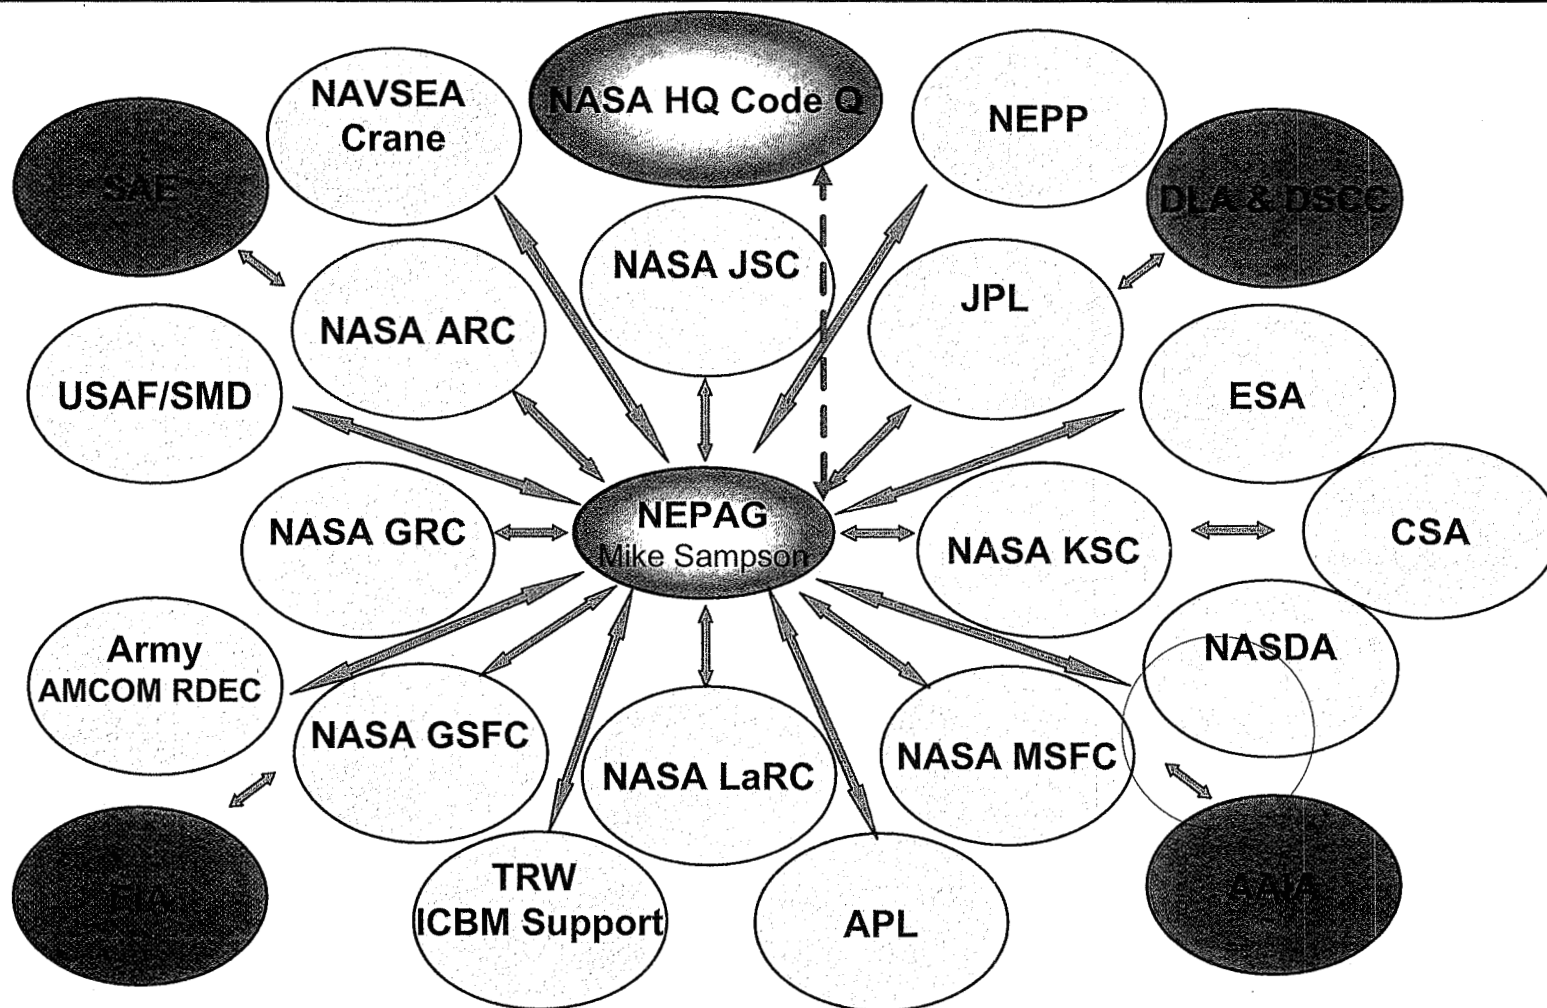 NASA HQ Code Q
NAVSEA
Crane
NEPP
SAE
DLA & DSCC
NASA JSC
JPL
NASA ARC
USAF/SMD
ESA
NEPAG
Mike Sampson
NASA GRC
NASA KSC
CSA
Army
AMCOM RDEC
NASDA
NASA GSFC
NASA LaRC
NASA MSFC
EIA
TRW
ICBM Support
APL
AAIA